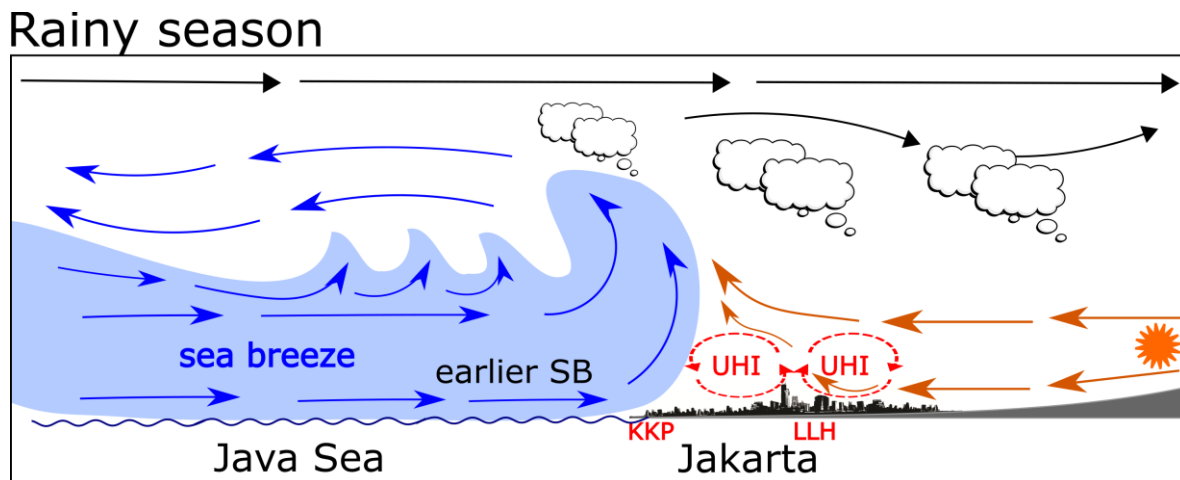 Rainy season
UHI UHI
sea breeze
earlier SB
KKP LLH
Java Sea Jakarta